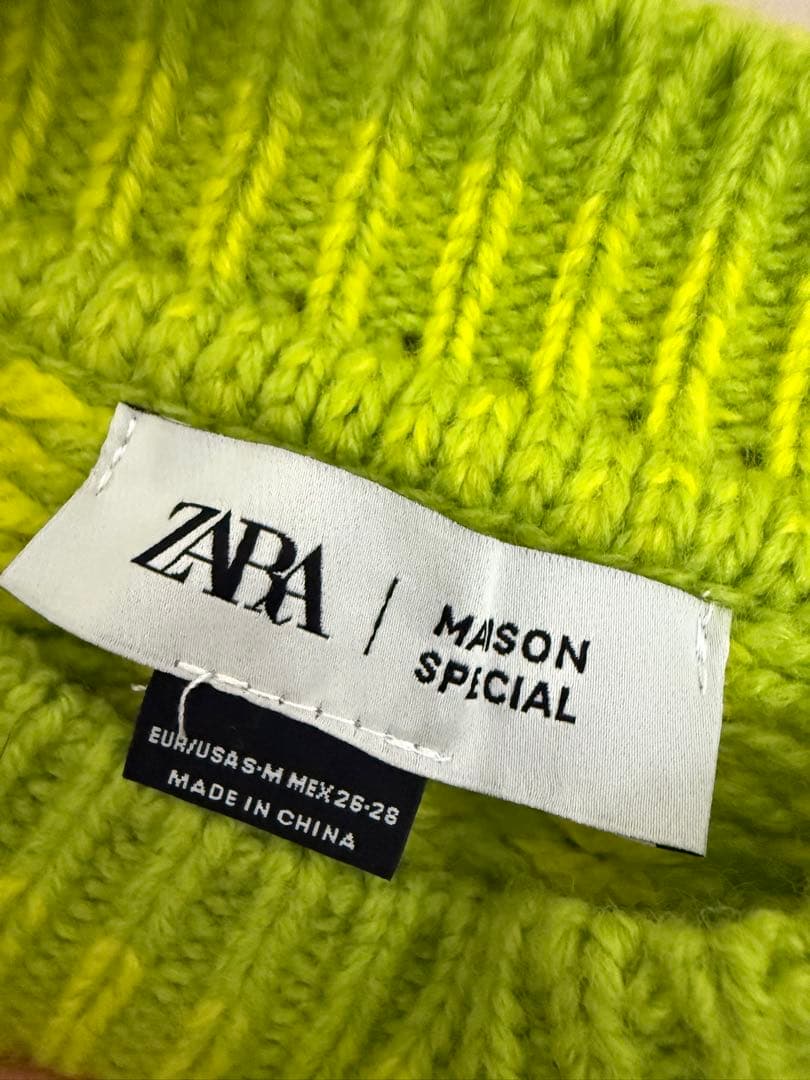 ZARA | MAISON
SPECIAL
EUR/USA S-M MEX 26-28
MADE IN CHINA